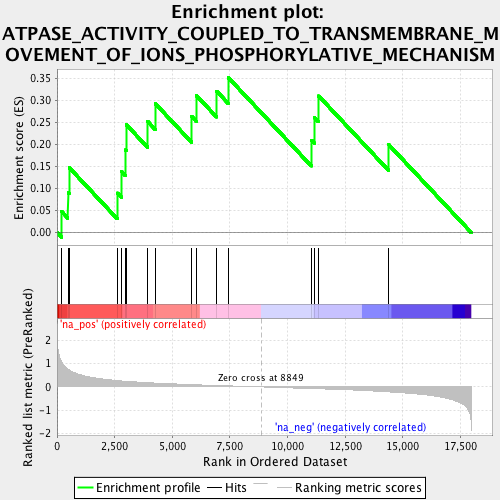 Enrichment plot:
ATPASE_ACTIVITY_COUPLED_TO_TRANSMEMBRANE_M
OVEMENT_OF_IONS_PHOSPHORYLATIVE_MECHANISM
Enrichment score (ES)
0.35
0.30
0.25
0.20
0.15
0.10
0.05
0.00
'na_pos' (positively correlated)
Ranked list metric (PreRanked)
2
1
0
-1
-2
Zero cross at 8849
'na_neg' (negatively correlated)
0
2,500
5,000
7,500
10,000
12,500
15,000
17,500
Rank in Ordered Dataset
Enrichment profile
Hits
Ranking metric scores